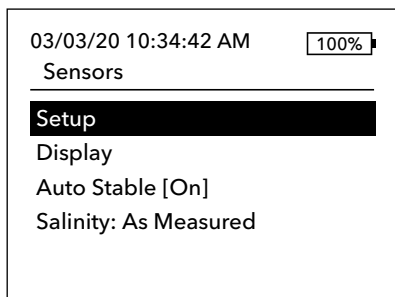 03/03/20 10:34:42 AM 100%
Sensors
Setup
Display
Auto Stable [On]
Salinity: As Measured